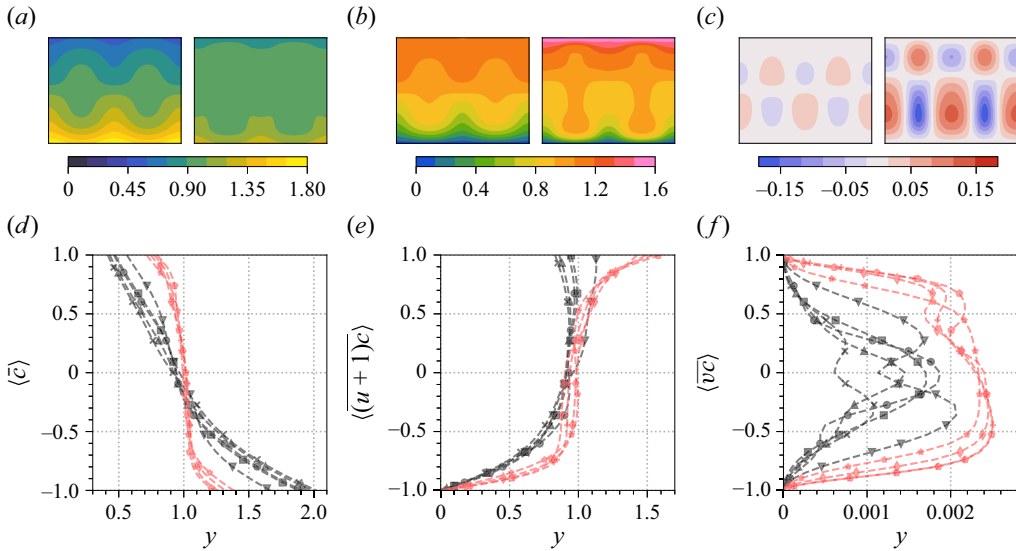 (a)
(b)
(c)
0 0.45 0.90 1.35 1.80
0 0.4 0.8 1.2 1.6
−0.15 −0.05 0.05 0.15
(d)
(e)
(f)
1.0
0.5
0
−0.5
−1.0
⟨c̄⟩
0.5 1.0 1.5 2.0
y
1.0
0.5
0
−0.5
−1.0
⟨\overline{(u + 1)c}⟩
0 0.5 1.0 1.5
y
1.0
0.5
0
−0.5
−1.0
⟨\overline{vc}⟩
0 0.001 0.002
y